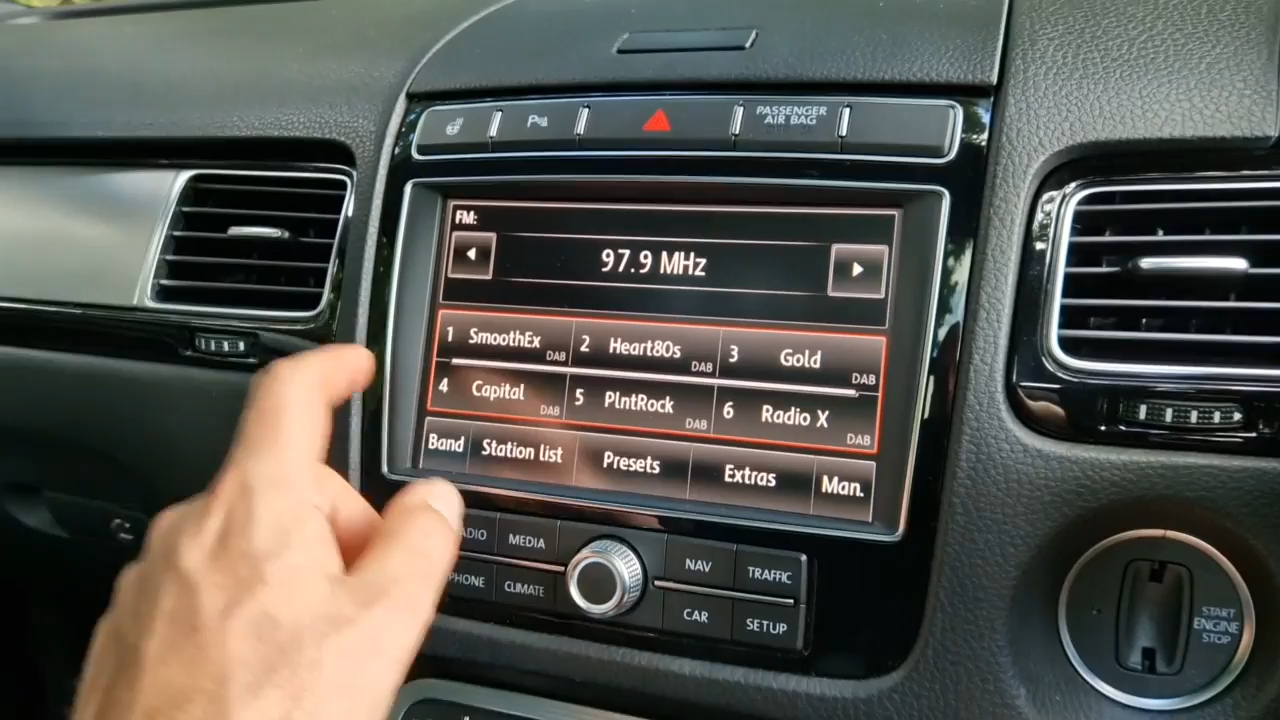 P
PASSENGER
AIR BAG
FM:
97.9 MHz
1 SmoothEx DAB
2 Heart80s DAB
3 Gold DAB
4 Capital DAB
5 PlntRock DAB
6 Radio X DAB
Band Station list Presets Extras Man.
ADIO MEDIA NAV TRAFFIC
PHONE CLIMATE CAR SETUP
START
ENGINE
STOP